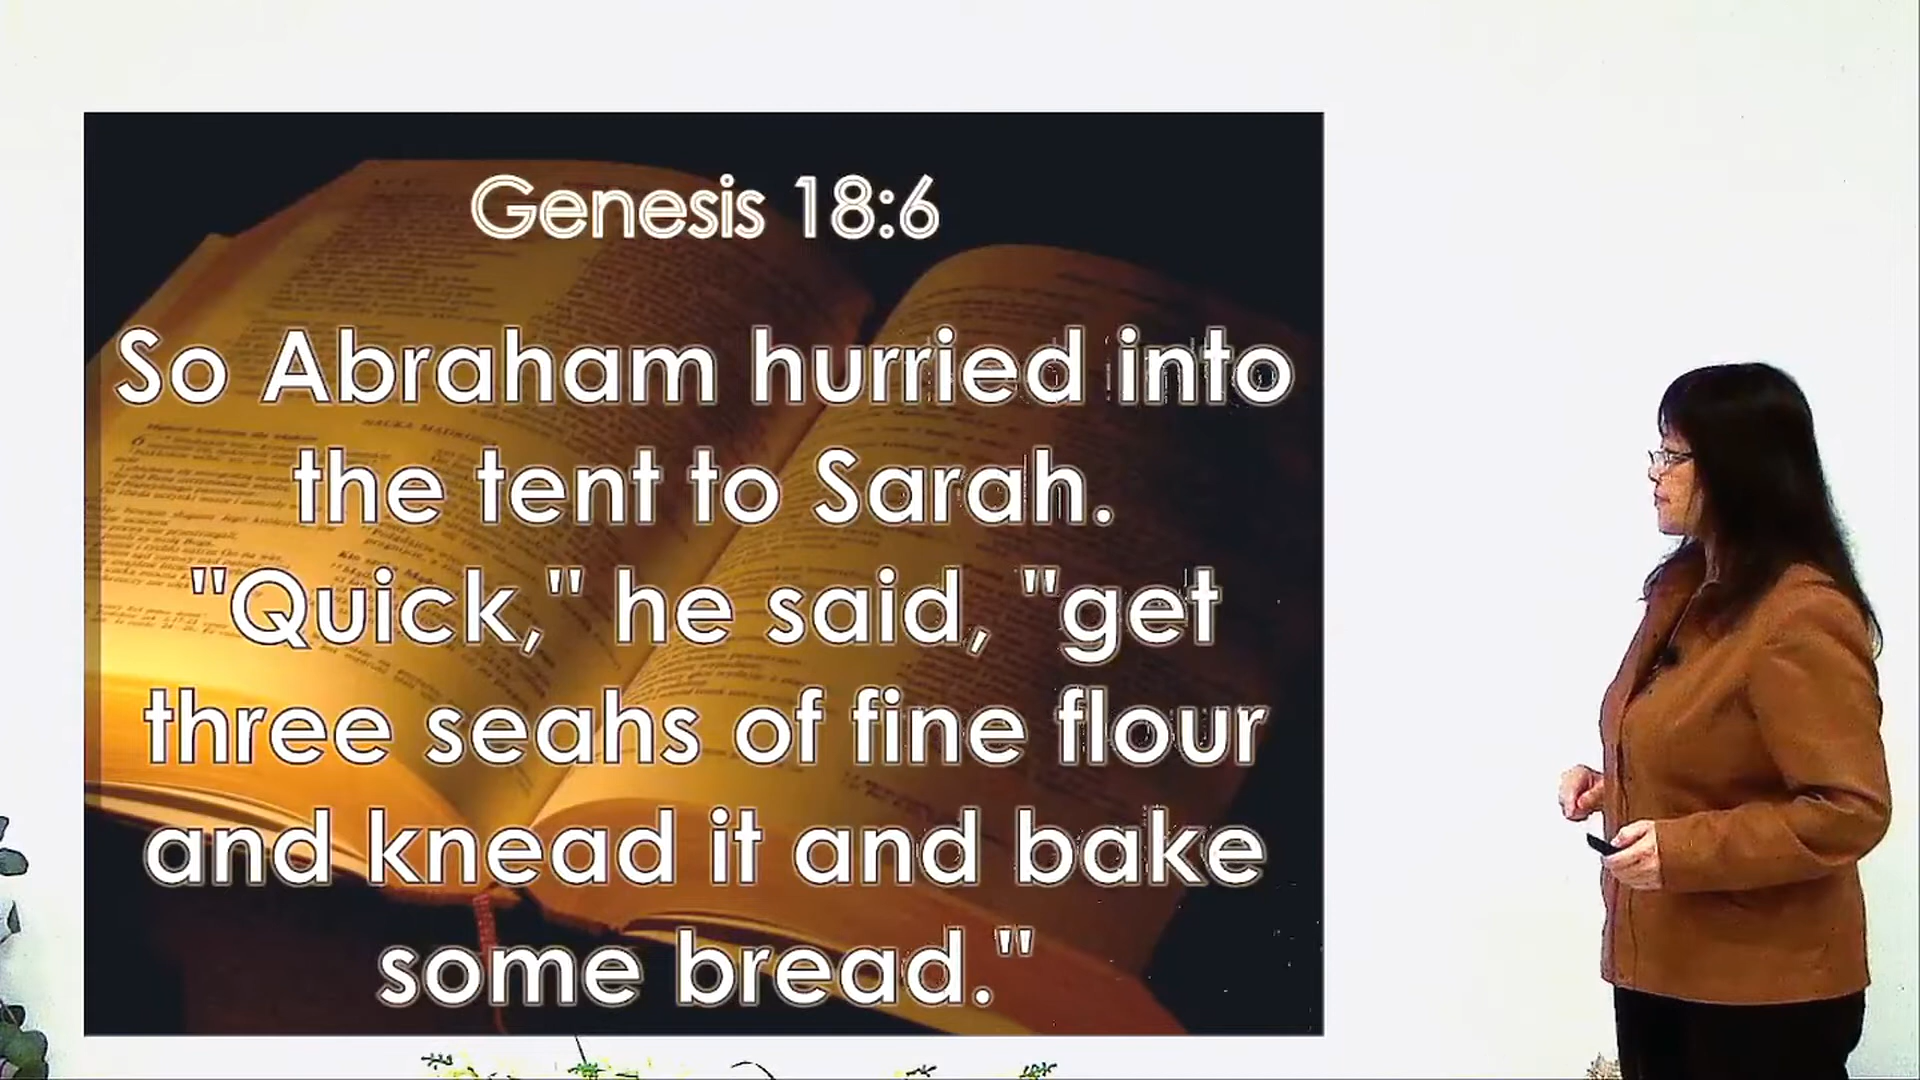 Genesis 18:6
So Abraham hurried into
the tent to Sarah.
"Quick," he said, "get
three seahs of fine flour
and knead it and bake
some bread."